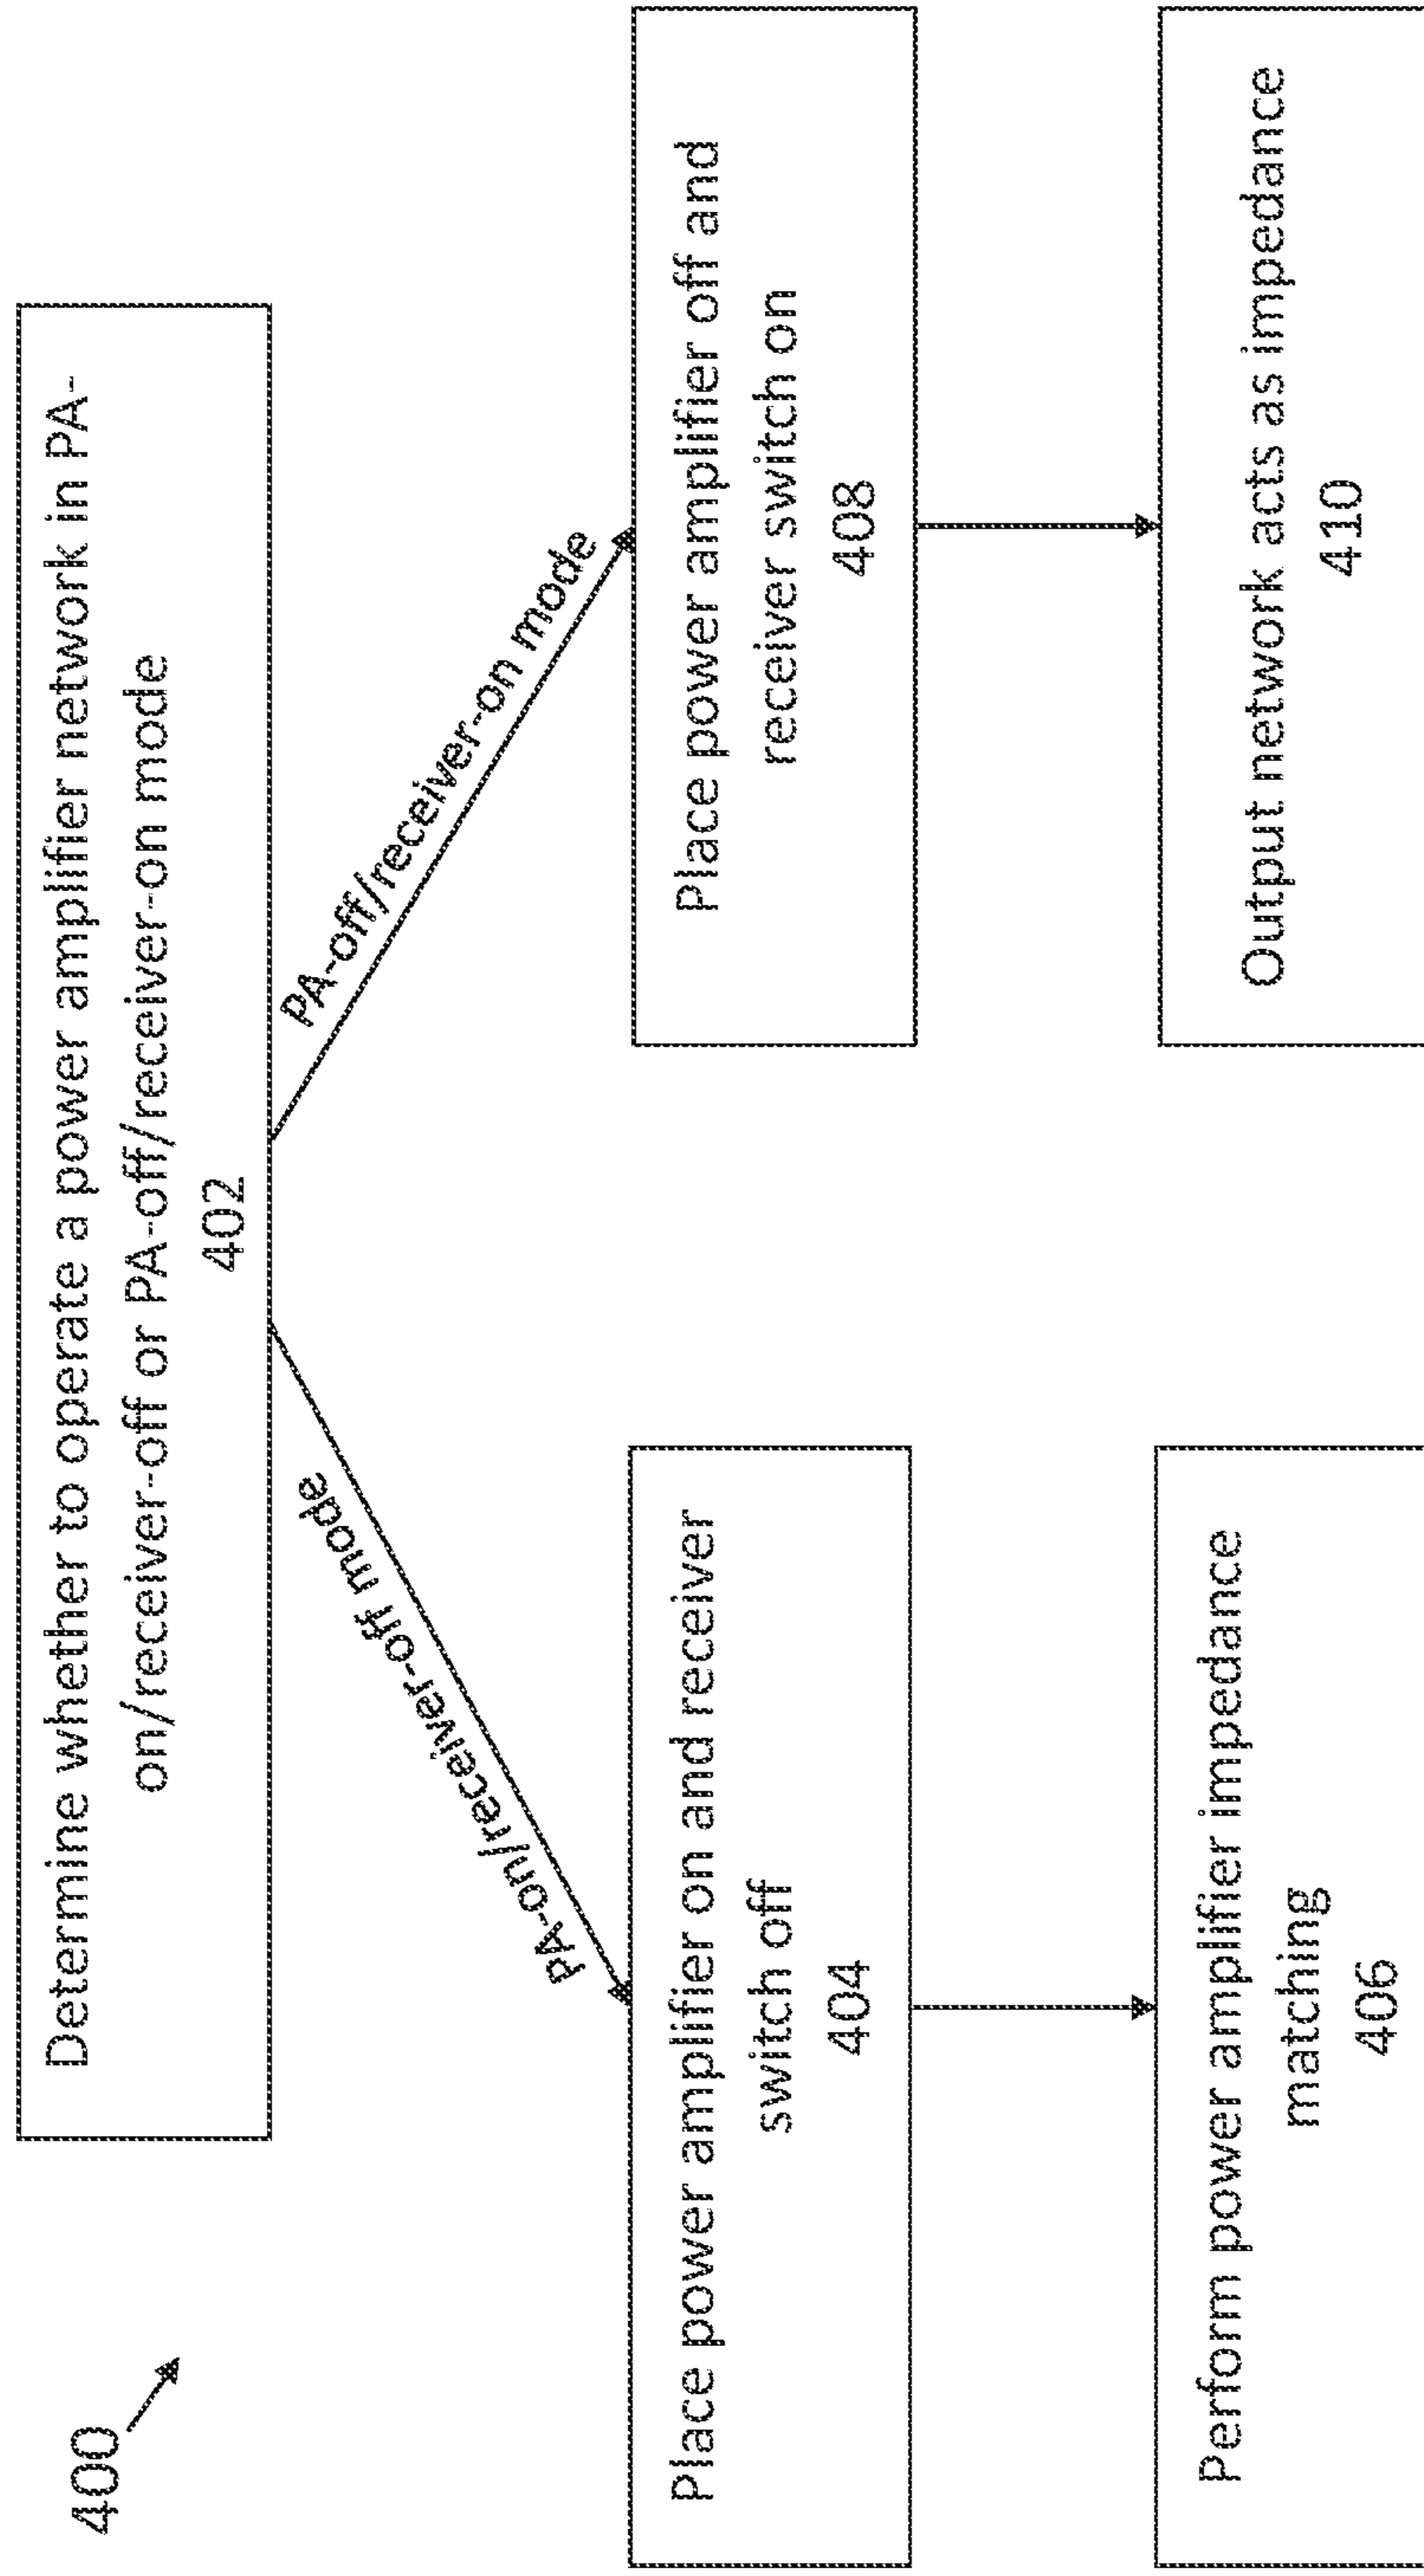 400
Determine whether to operate a power amplifier network in PA-
on/receiver-off or PA-off/receiver-on mode
402
PA-on/receiver-off mode
PA-off/receiver-on mode
Place power amplifier on and receiver
switch off
404
Place power amplifier off and
receiver switch on
408
Perform power amplifier impedance
matching
406
Output network acts as impedance
410